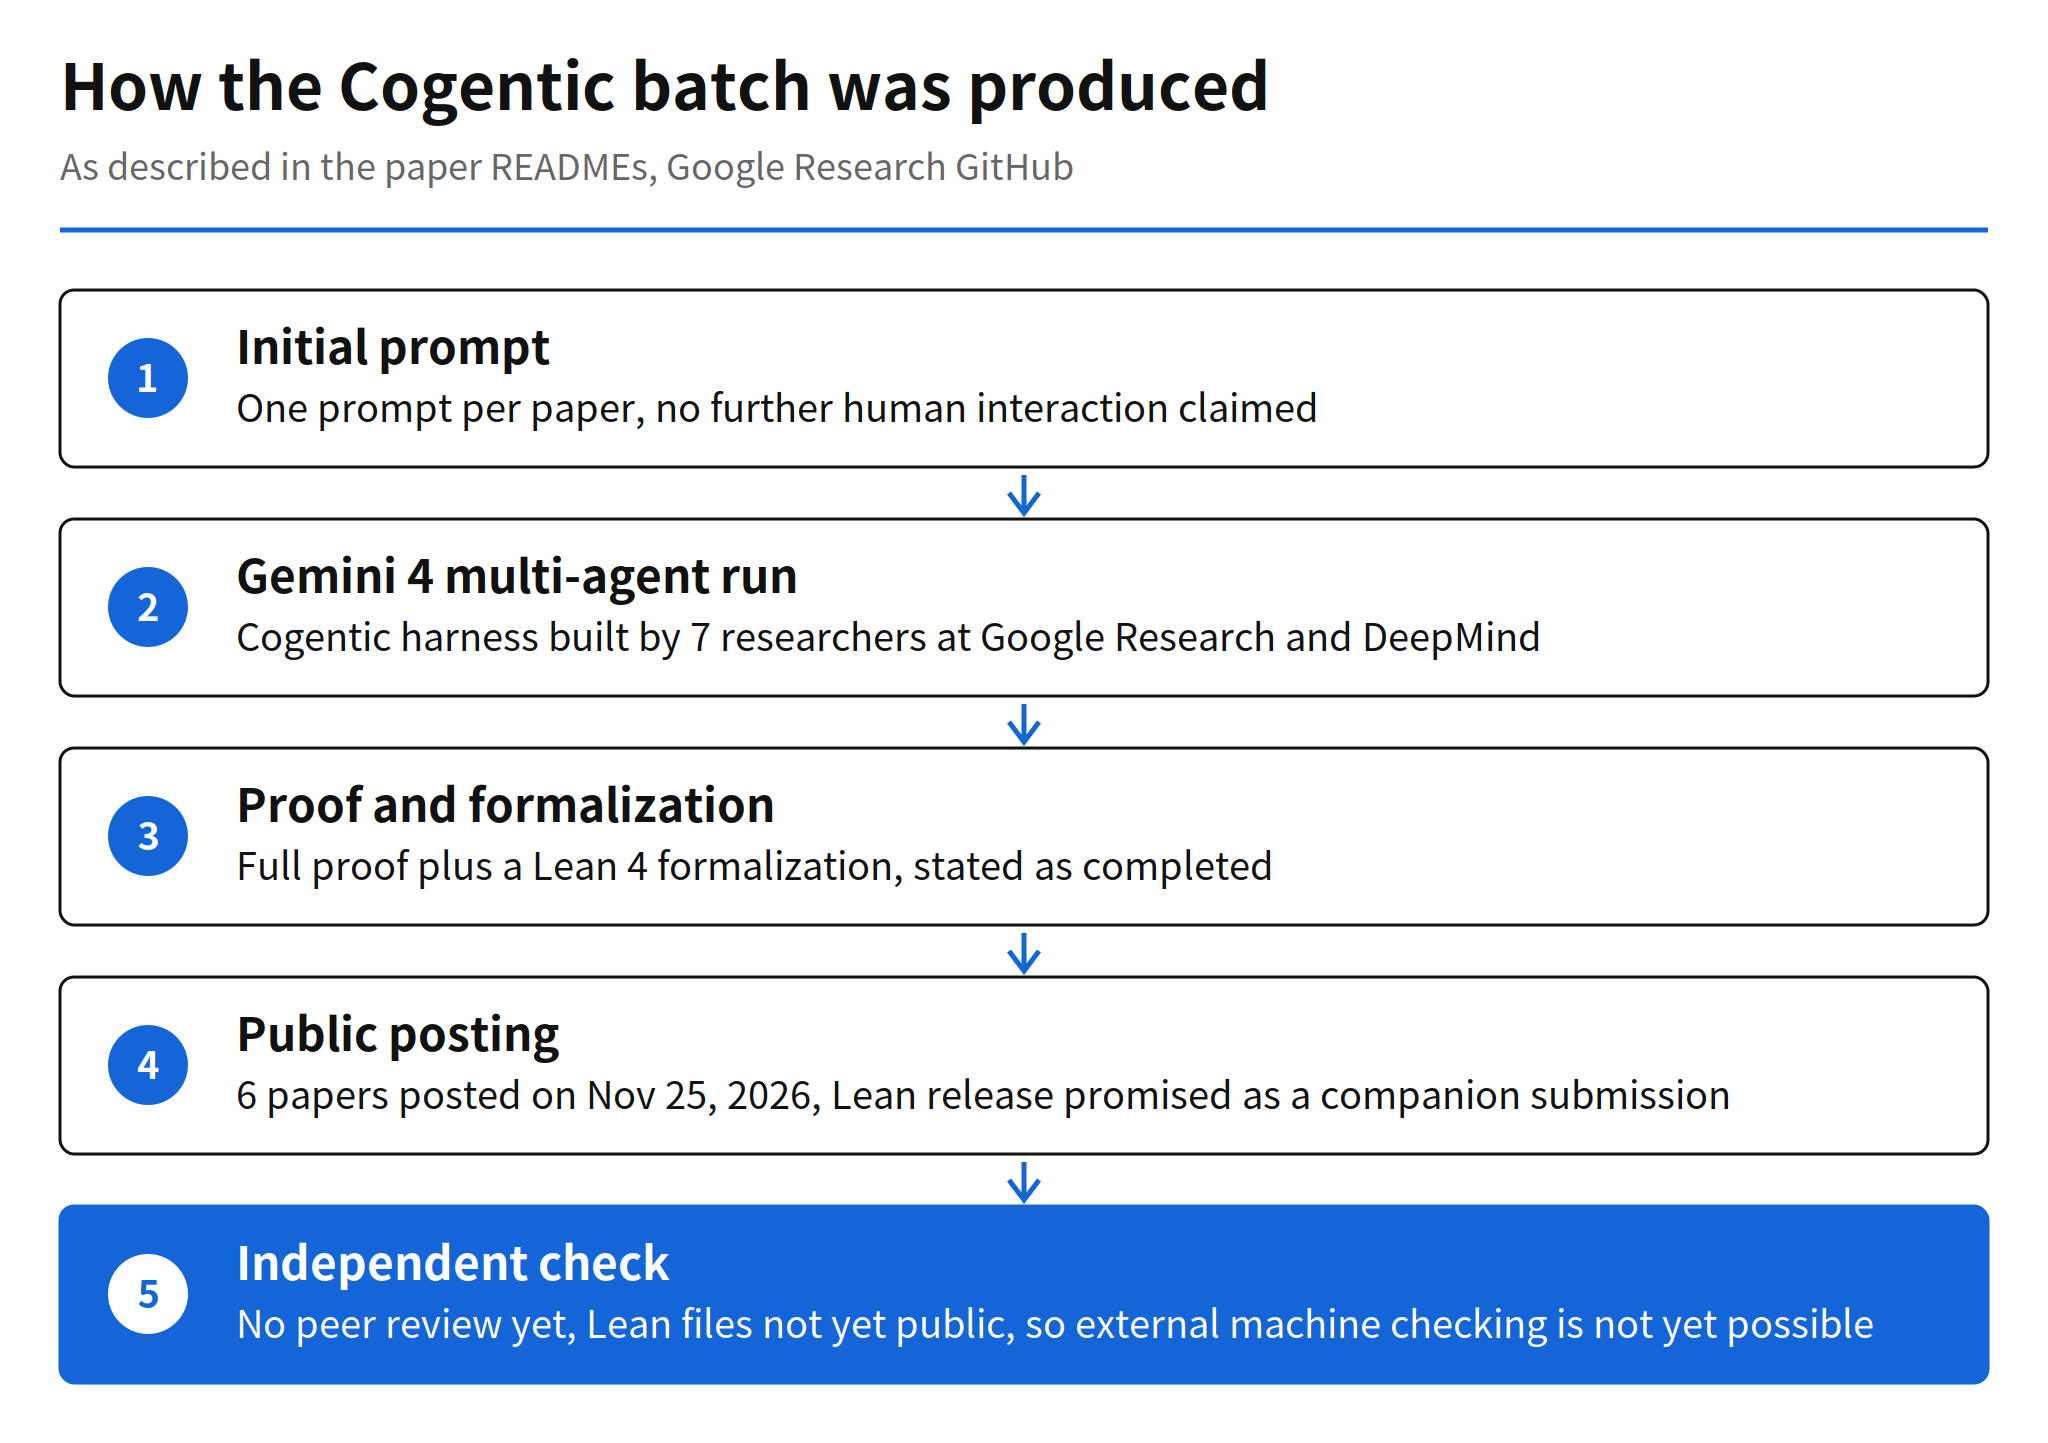 How the Cogentic batch was produced
As described in the paper READMEs, Google Research GitHub
1
Initial prompt
One prompt per paper, no further human interaction claimed
2
Gemini 4 multi-agent run
Cogentic harness built by 7 researchers at Google Research and DeepMind
3
Proof and formalization
Full proof plus a Lean 4 formalization, stated as completed
4
Public posting
6 papers posted on Nov 25, 2026, Lean release promised as a companion submission
5
Independent check
No peer review yet, Lean files not yet public, so external machine checking is not yet possible